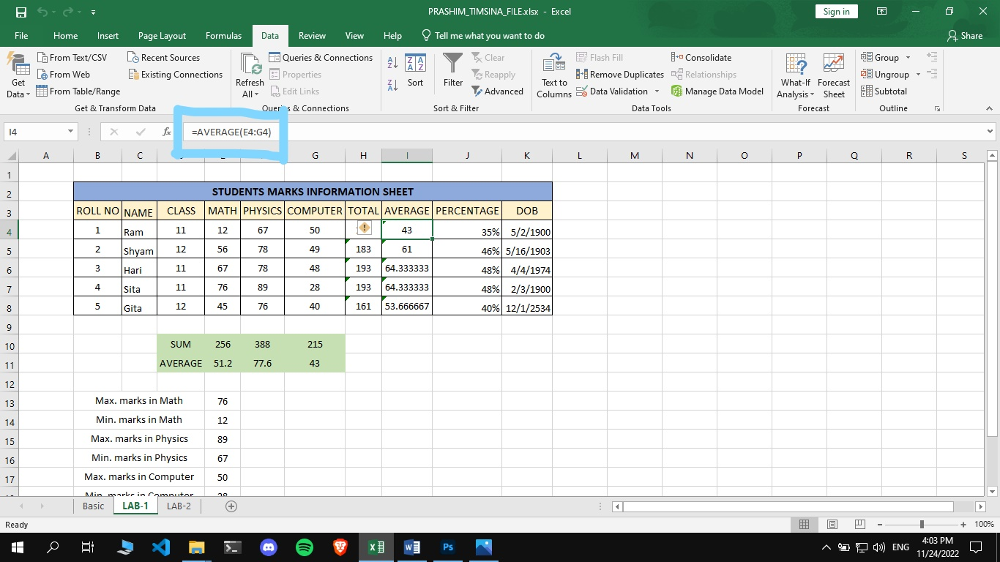 PRASHIM_TIMSINA_FILE.xlsx - Excel
Sign in
File Home Insert Page Layout Formulas Data Review View Help Tell me what you want to do Share
Get Data
From Text/CSV
From Web
From Table/Range
Recent Sources
Existing Connections
Get & Transform Data
Refresh All
Queries & Connections
Properties
Edit Links
Queries & Connections
Sort
Filter
Clear
Reapply
Advanced
Sort & Filter
Text to Columns
Flash Fill
Remove Duplicates
Data Validation
Consolidate
Relationships
Manage Data Model
Data Tools
What-If Analysis
Forecast Sheet
Forecast
Group
Ungroup
Subtotal
Outline
I4 fx =AVERAGE(E4:G4)
A B C G H I J K L M N O P Q R S
1
2 STUDENTS MARKS INFORMATION SHEET
3 ROLL NO NAME CLASS MATH PHYSICS COMPUTER TOTAL AVERAGE PERCENTAGE DOB
4 1 Ram 11 12 67 50 43 35% 5/2/1900
5 2 Shyam 12 56 78 49 183 61 46% 5/16/1903
6 3 Hari 11 67 78 48 193 64.333333 48% 4/4/1974
7 4 Sita 11 76 89 28 193 64.333333 48% 2/3/1900
8 5 Gita 12 45 76 40 161 53.666667 40% 12/1/2534
9
10 SUM 256 388 215
11 AVERAGE 51.2 77.6 43
12
13 Max. marks in Math 76
14 Min. marks in Math 12
15 Max. marks in Physics 89
16 Min. marks in Physics 67
17 Max. marks in Computer 50
Min. marks in Computer 28
Basic LAB-1 LAB-2
Ready 100%
ENG 4:03 PM
11/24/2022